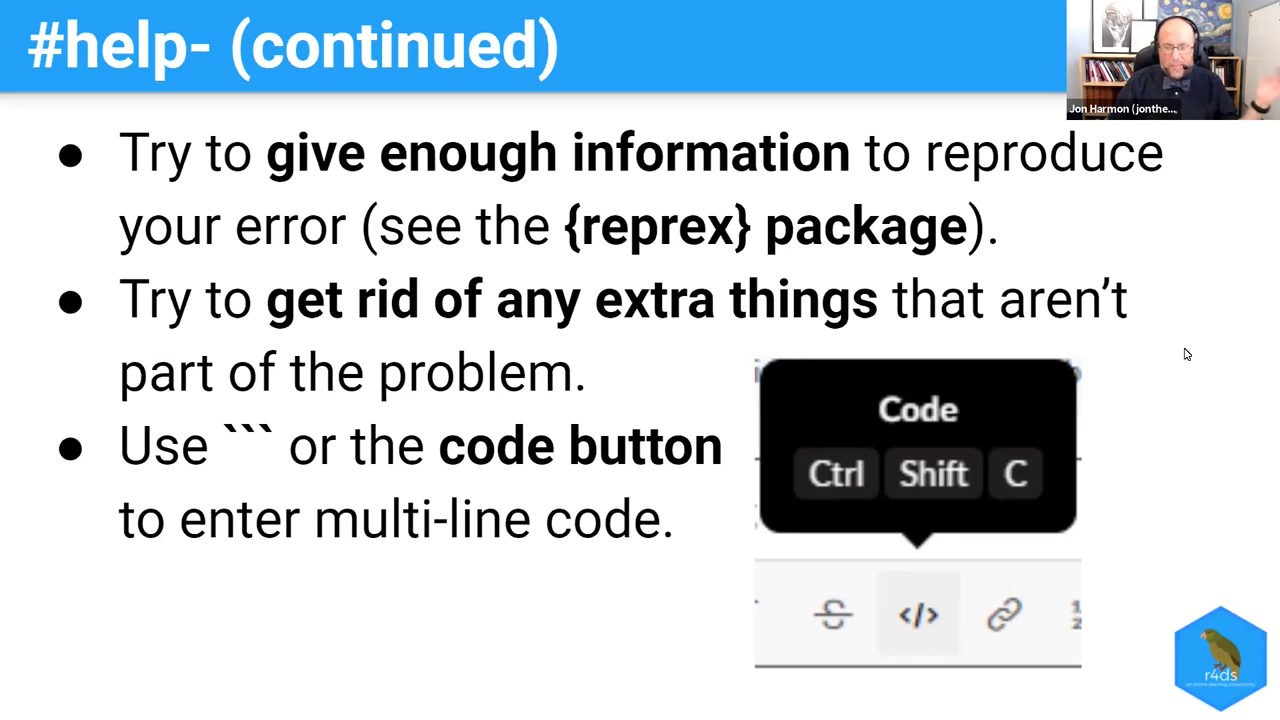 #help- (continued)
Jon Harmon (jonthe...
● Try to give enough information to reproduce
your error (see the {reprex} package).
● Try to get rid of any extra things that aren’t
part of the problem.
● Use ``` or the code button
to enter multi-line code.
Code
Ctrl Shift C
</>
r4ds